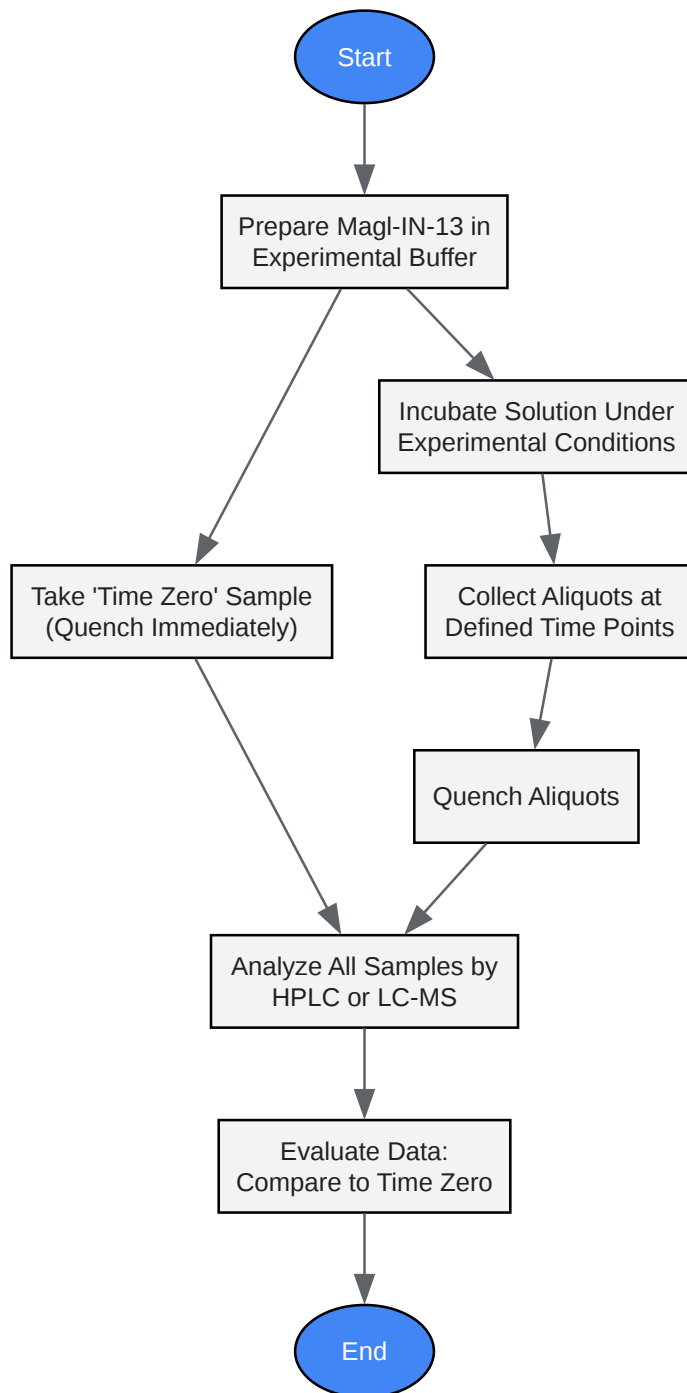 Start
Prepare Magl-IN-13 in
Experimental Buffer
Incubate Solution Under
Experimental Conditions
Take 'Time Zero' Sample
(Quench Immediately)
Collect Aliquots at
Defined Time Points
Quench Aliquots
Analyze All Samples by
HPLC or LC-MS
Evaluate Data:
Compare to Time Zero
End